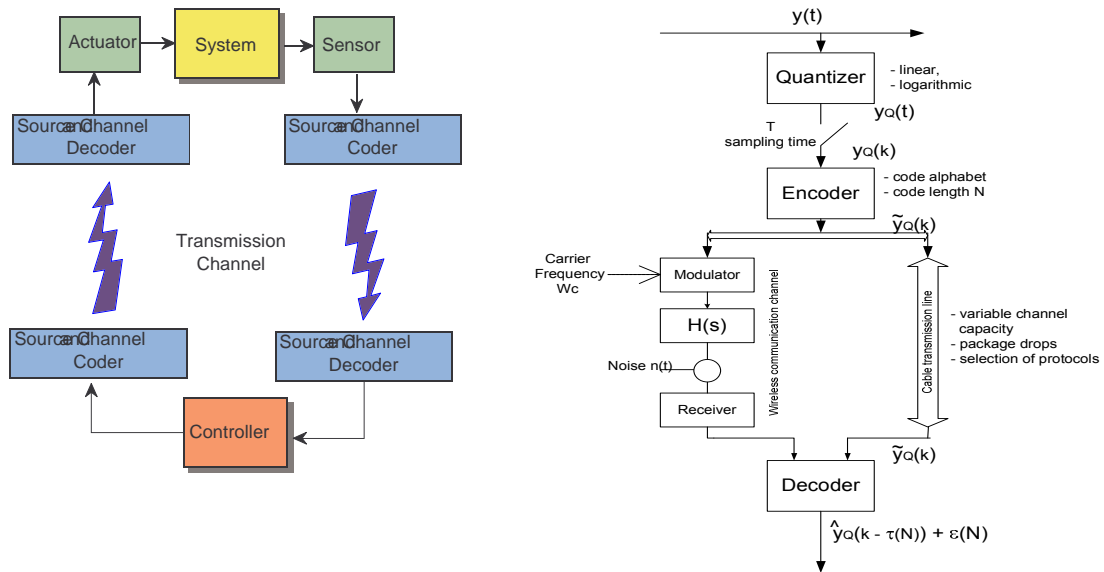 Actuator
System
Sensor
Source and Channel
Decoder
Source and Channel
Coder
Transmission
Channel
Source and Channel
Coder
Source and Channel
Decoder
Controller
y(t)
Quantizer
- linear,
- logarithmic
yQ(t)
T
sampling time
yQ(k)
Encoder
- code alphabet
- code length N
ỹQ(k)
Carrier
Frequency
Wc
Modulator
H(s)
Noise n(t)
Receiver
Wireless communication channel
Cable transmission line
- variable channel
capacity
- package drops
- selection of protocols
ỹQ(k)
Decoder
ŷQ(k - τ(N)) + ε(N)